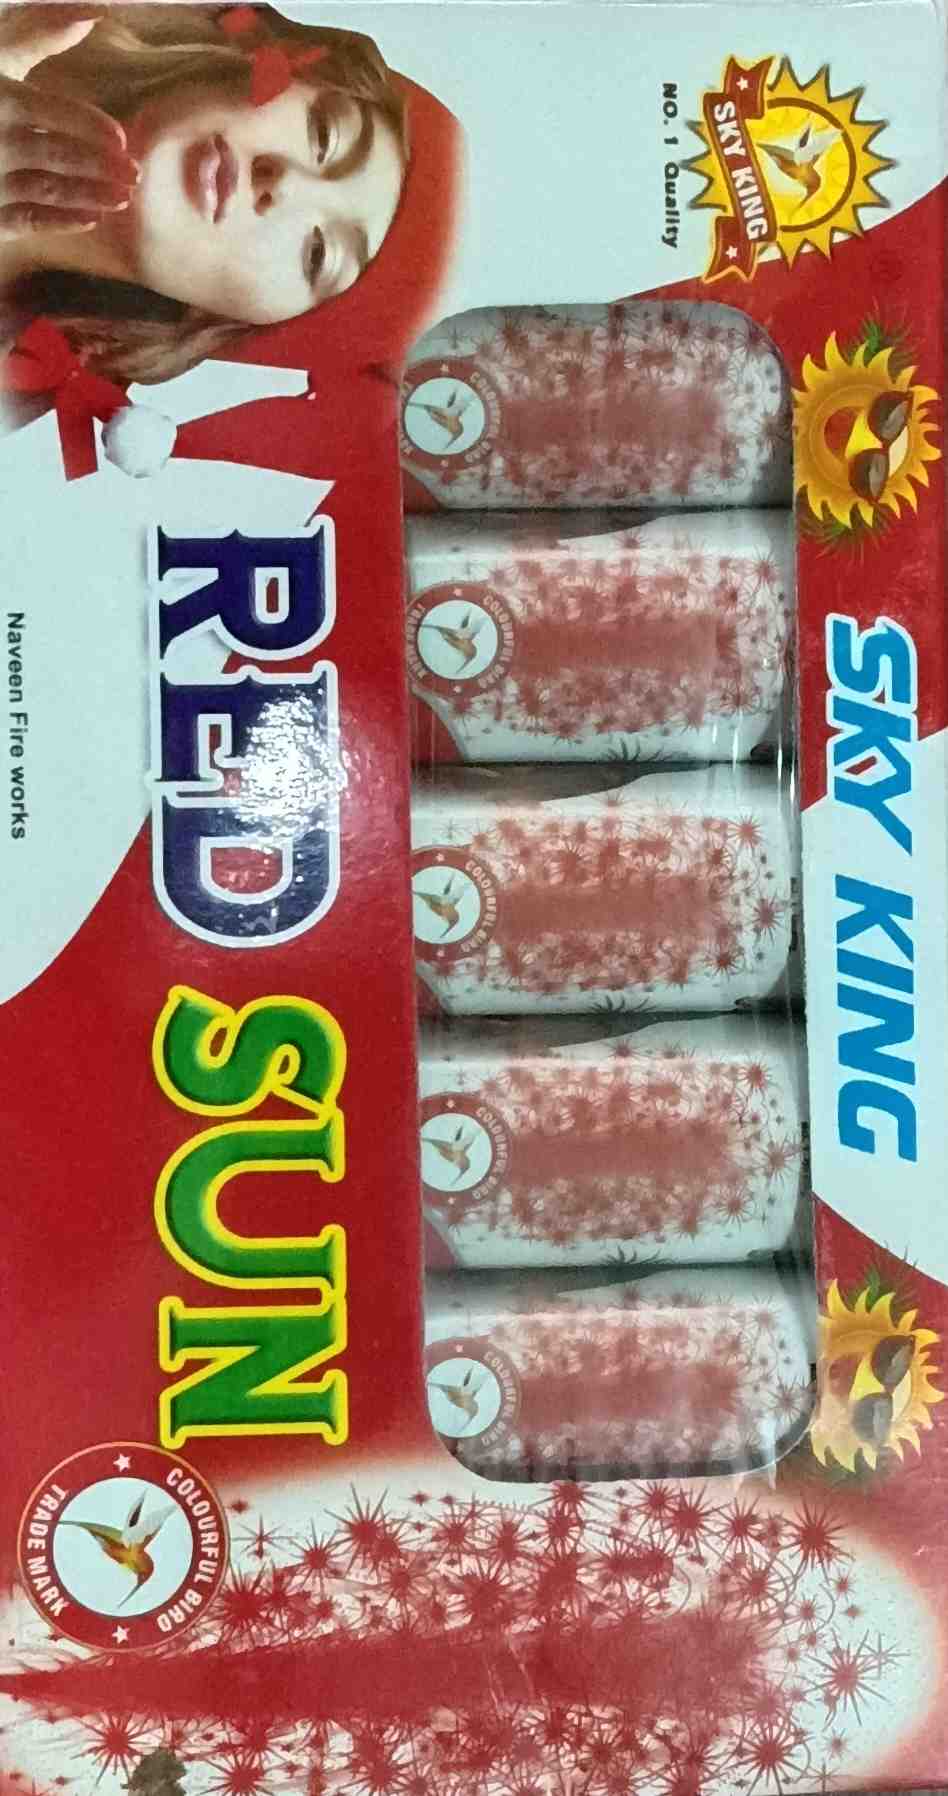 SKY KING
NO. 1 Quality
SKY KING
COLOURFUL BIRD
COLOURFUL BIRD
COLOURFUL BIRD
COLOURFUL BIRD
COLOURFUL BIRD
RED SUN
COLOURFUL BIRD
TRADE MARK
Naveen Fire works